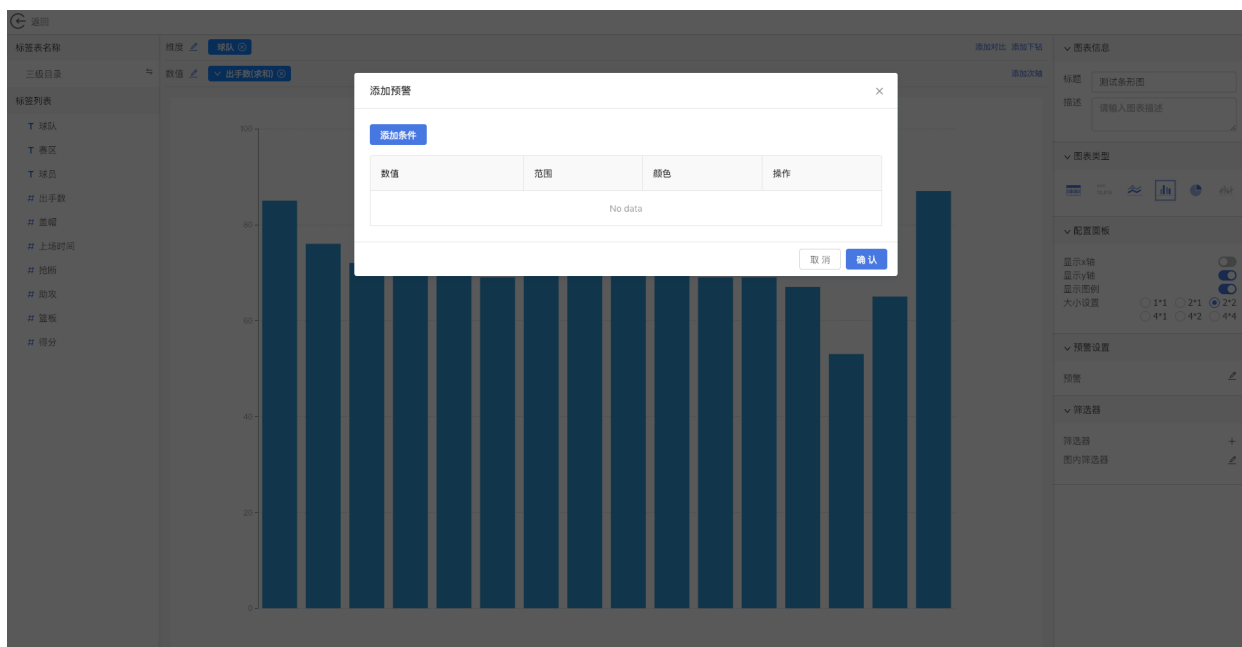 返回
标签表名称
三级目录
标签列表
T 球队
T 赛区
T 球员
# 出手数
# 盖帽
# 上场时间
# 抢断
# 助攻
# 篮板
# 得分
维度 球队
添加对比 添加下钻
数值 出手数(求和)
添加次轴
100
80
60
40
20
0
添加预警
添加条件
数值 范围 颜色 操作
No data
取消 确认
图表信息
标题 测试条形图
描述 请输入图表描述
图表类型
配置面板
显示x轴
显示y轴
显示图例
大小设置 1*1 2*1 2*2
4*1 4*2 4*4
预警设置
预警
筛选器
筛选器
图内筛选器